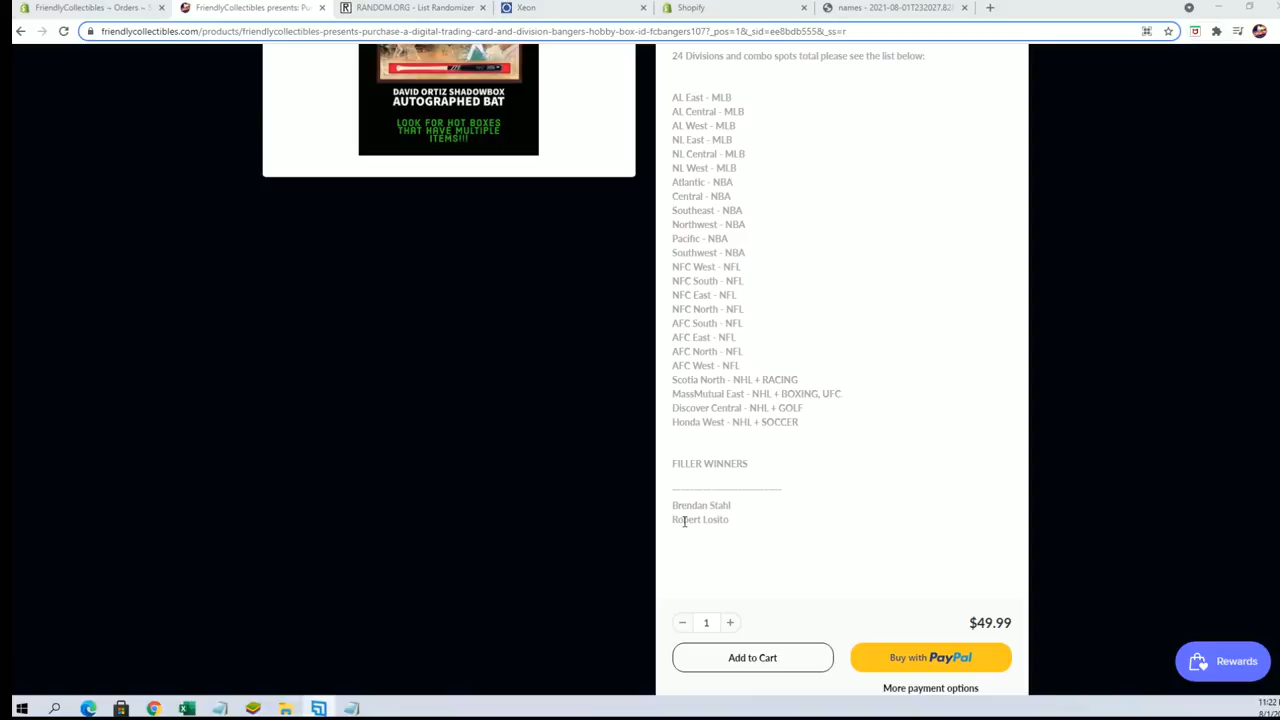 FriendlyCollectibles ~ Orders ~ S
FriendlyCollectibles presents: Pu
RANDOM.ORG - List Randomizer
Xeon
Shopify
names - 2021-08-01T232027.82
friendlycollectibles.com/products/friendlycollectibles-presents-purchase-a-digital-trading-card-and-division-bangers-hobby-box-id-fcbangers107?_pos=1&_sid=ee8bdb555&_ss=r
DAVID ORTIZ SHADOWBOX
AUTOGRAPHED BAT
LOOK FOR HOT BOXES
THAT HAVE MULTIPLE
ITEMS!!!
24 Divisions and combo spots total please see the list below:
AL East - MLB
AL Central - MLB
AL West - MLB
NL East - MLB
NL Central - MLB
NL West - MLB
Atlantic - NBA
Central - NBA
Southeast - NBA
Northwest - NBA
Pacific - NBA
Southwest - NBA
NFC West - NFL
NFC South - NFL
NFC East - NFL
NFC North - NFL
AFC South - NFL
AFC East - NFL
AFC North - NFL
AFC West - NFL
Scotia North - NHL + RACING
MassMutual East - NHL + BOXING, UFC
Discover Central - NHL + GOLF
Honda West - NHL + SOCCER
FILLER WINNERS
--------------------------------
Brendan Stahl
Robert Losito
− 1 + $49.99
Add to Cart
Buy with PayPal
More payment options
Rewards
11:22
8/1/2